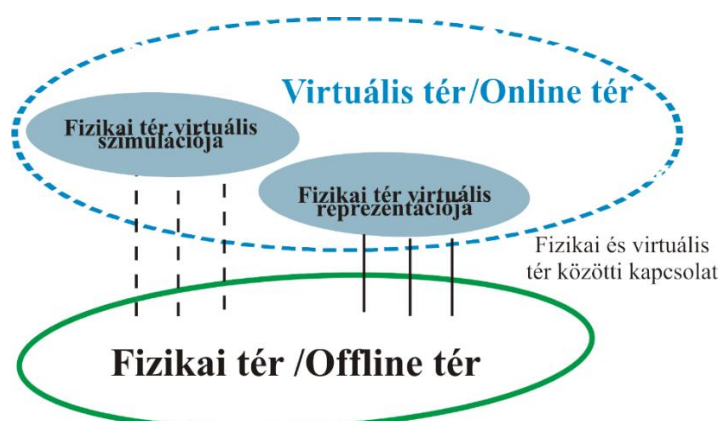 Virtuális tér/Online tér
Fizikai tér virtuális
szimulációja
Fizikai tér virtuális
reprezentációja
Fizikai és virtuális
tér közötti kapcsolat
Fizikai tér /Offline tér